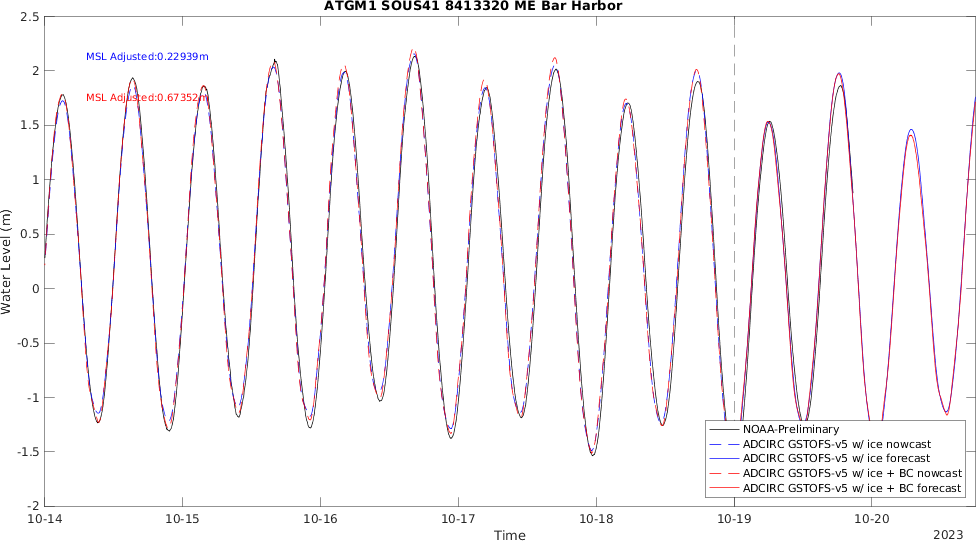 ATGM1 SOUS41 8413320 ME Bar Harbor
2.5
MSL Adjusted:0.22939m
2
MSL Adjusted:0.67352m
1.5
1
0.5
0
-0.5
-1
-1.5
-2
Water Level (m)
NOAA-Preliminary
ADCIRC GSTOFS-v5 w/ ice nowcast
ADCIRC GSTOFS-v5 w/ ice forecast
ADCIRC GSTOFS-v5 w/ ice + BC nowcast
ADCIRC GSTOFS-v5 w/ ice + BC forecast
10-14 10-15 10-16 10-17 10-18 10-19 10-20
Time
2023